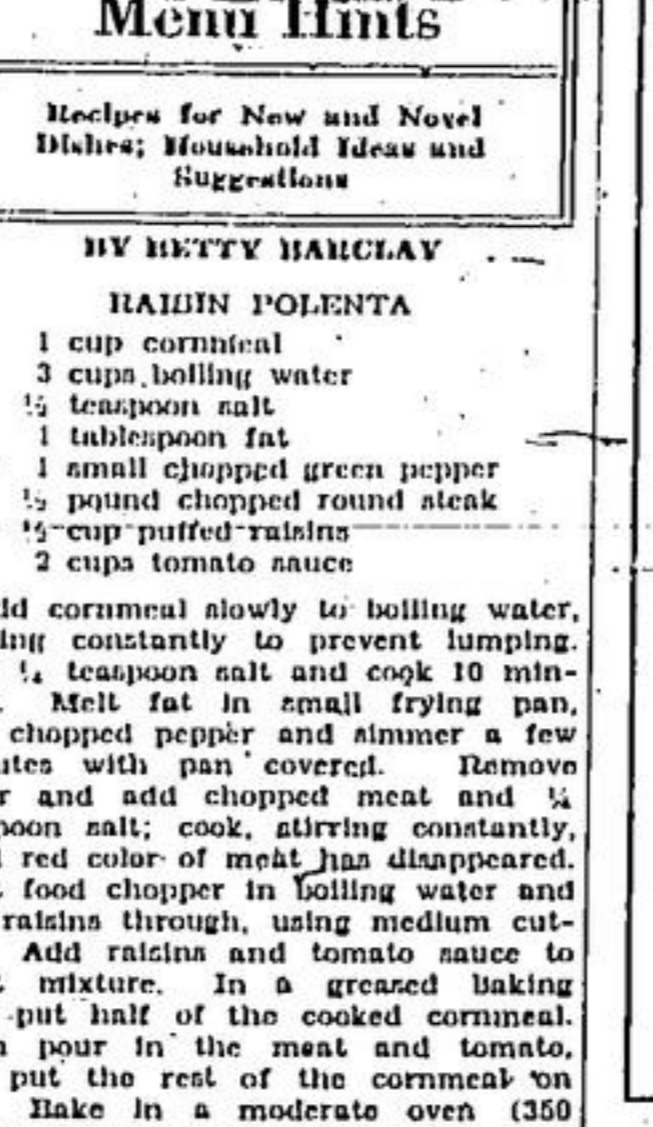 Menu Hints
Recipes for New and Novel
Dishes; Household Ideas and
Suggestions
BY BETTY BARCLAY
RAISIN POLENTA
1 cup cornmeal
3 cups boiling water
½ teaspoon salt
1 tablespoon fat
1 small chopped green pepper
½ pound chopped round steak
½ cup puffed raisins
2 cups tomato sauce
dd cornmeal slowly to boiling water,
ing constantly to prevent lumping.
¼ teaspoon salt and cook 10 min-
. Melt fat in small frying pan,
chopped pepper and simmer a few
utes with pan covered. Remove
r and add chopped meat and ¼
poon salt; cook, stirring constantly,
l red color of meat has disappeared.
t food chopper in boiling water and
raisins through, using medium cut-
Add raisins and tomato sauce to
t mixture. In a greased baking
put half of the cooked cornmeal.
n pour in the meat and tomato,
put the rest of the cornmeal on
Bake in a moderate oven (350